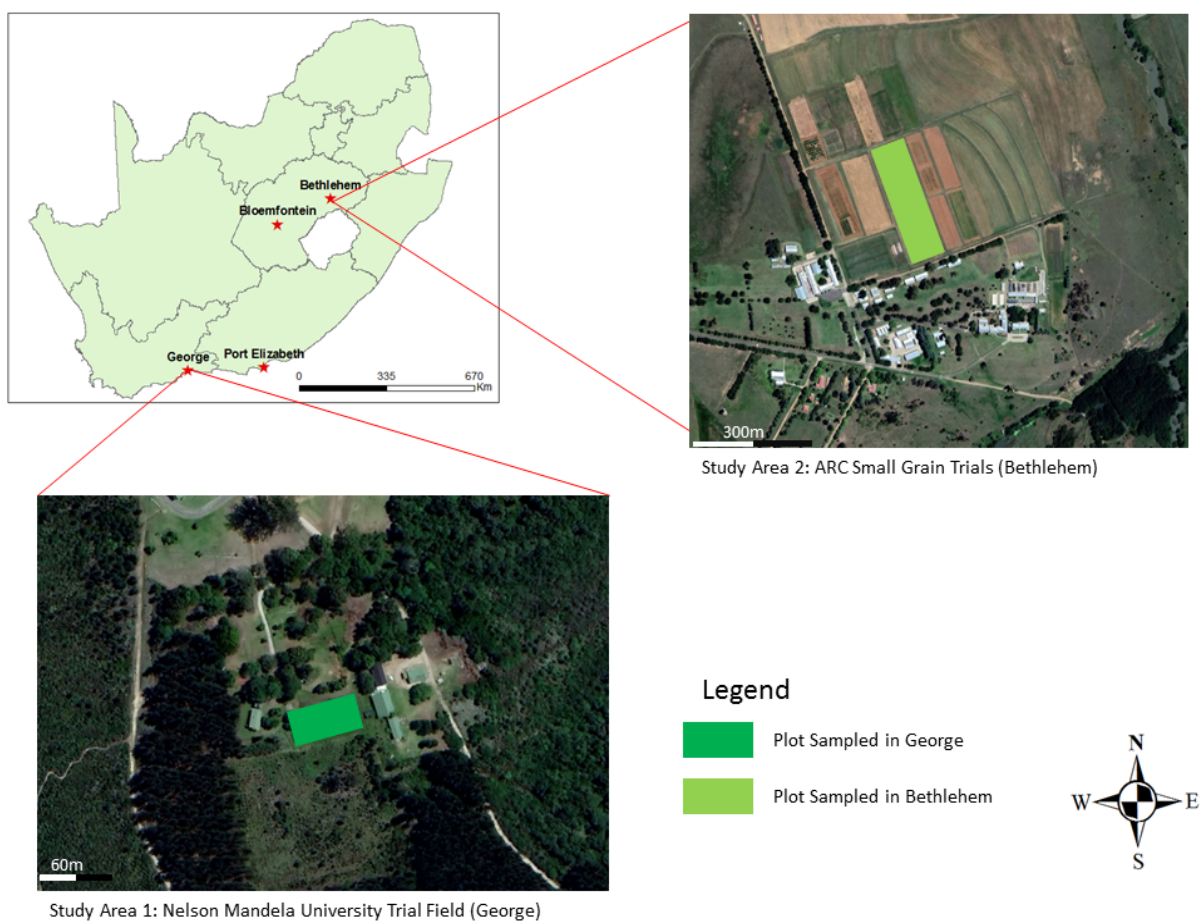 Bethlehem
Bloemfontein
George
Port Elizabeth
0 335 670
Km
300m
Study Area 2: ARC Small Grain Trials (Bethlehem)
60m
Study Area 1: Nelson Mandela University Trial Field (George)
Legend
Plot Sampled in George
Plot Sampled in Bethlehem
N
W E
S